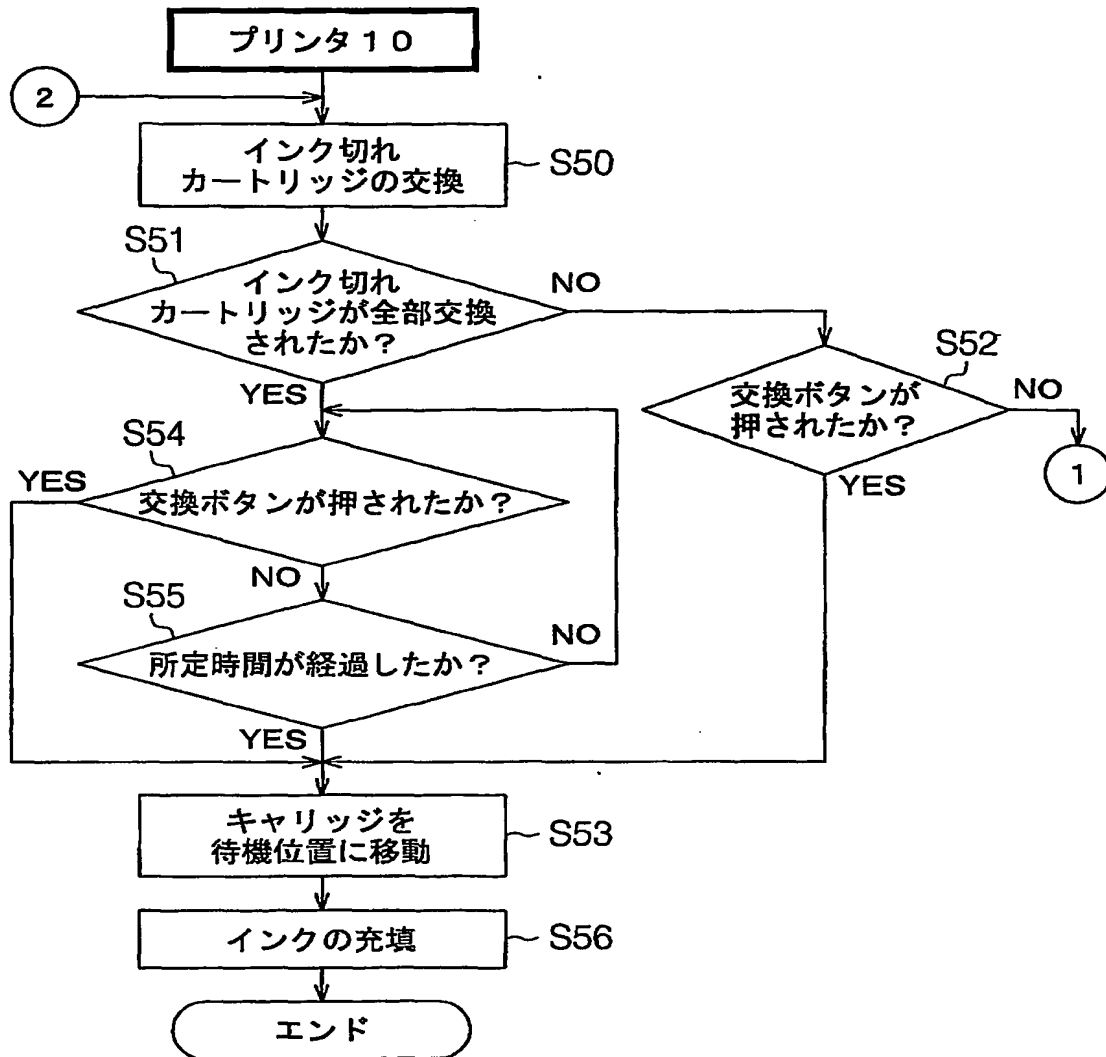 プリンタ10
2
インク切れ
カートリッジの交換
S50
S51
インク切れ
カートリッジが全部交換
されたか?
NO
YES
S52
交換ボタンが
押されたか?
NO
1
YES
S54
YES
交換ボタンが押されたか?
NO
S55
所定時間が経過したか?
NO
YES
キャリッジを
待機位置に移動
S53
インクの充填
S56
エンド